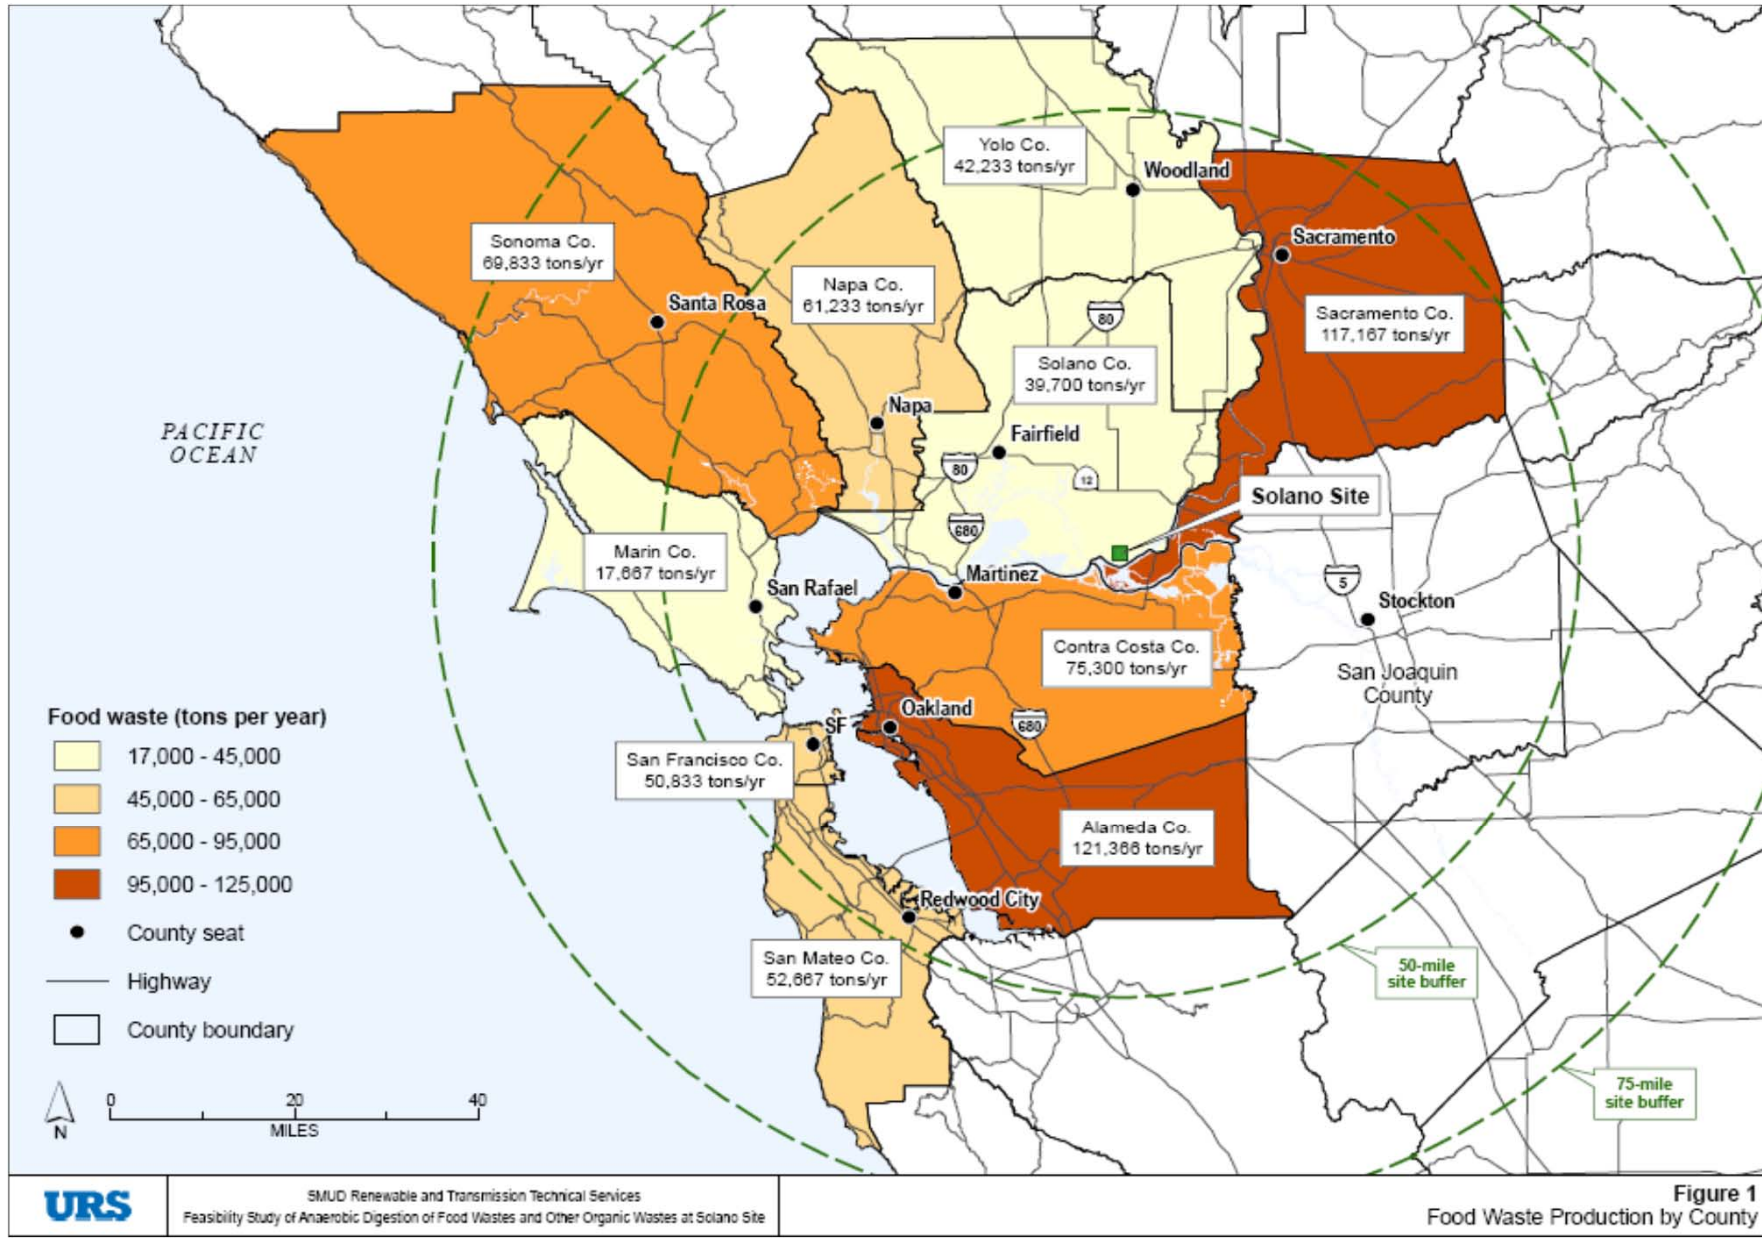 Yolo Co.
42,233 tons/yr
Woodland
Sacramento
Sonoma Co.
69,833 tons/yr
Santa Rosa
Napa Co.
61,233 tons/yr
80
Sacramento Co.
117,167 tons/yr
Solano Co.
39,700 tons/yr
PACIFIC
OCEAN
Napa
Fairfield
80
12
Solano Site
680
Marin Co.
17,667 tons/yr
San Rafael
Martinez
5
Stockton
Contra Costa Co.
75,300 tons/yr
San Joaquin
County
Oakland
680
SF
San Francisco Co.
50,833 tons/yr
Alameda Co.
121,366 tons/yr
Redwood City
San Mateo Co.
52,667 tons/yr
50-mile
site buffer
75-mile
site buffer
Food waste (tons per year)
17,000 - 45,000
45,000 - 65,000
65,000 - 95,000
95,000 - 125,000
County seat
Highway
County boundary
N
0 20 40
MILES
URS
SMUD Renewable and Transmission Technical Services
Feasibility Study of Anaerobic Digestion of Food Wastes and Other Organic Wastes at Solano Site
Figure 1
Food Waste Production by County